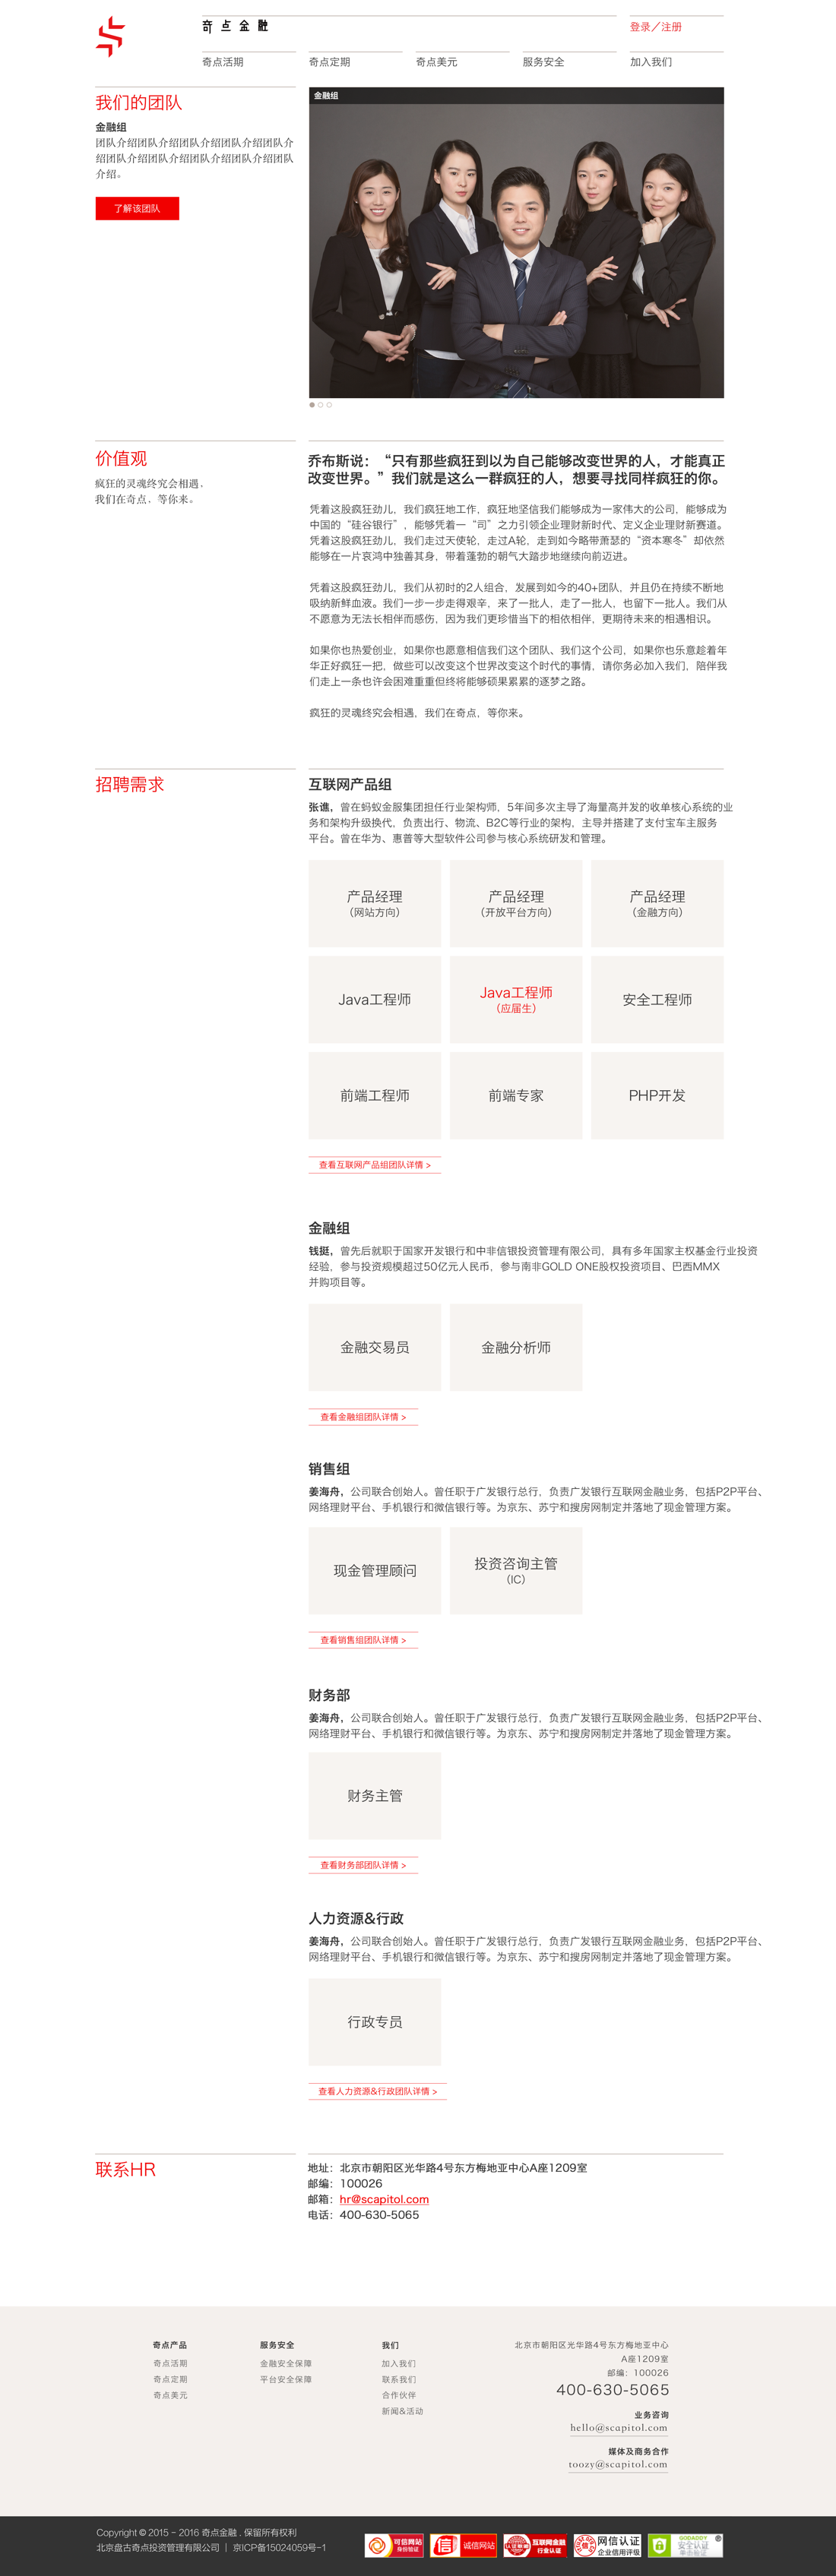 奇点金融
登录／注册
奇点活期
奇点定期
奇点美元
服务安全
加入我们
我们的团队
金融组
团队介绍团队介绍团队介绍团队介绍团队介
绍团队介绍团队介绍团队介绍团队介绍团队
介绍。
了解该团队
金融组
价值观
疯狂的灵魂终究会相遇，
我们在奇点，等你来。
乔布斯说：“只有那些疯狂到以为自己能够改变世界的人，才能真正
改变世界。”我们就是这么一群疯狂的人，想要寻找同样疯狂的你。
凭着这股疯狂劲儿，我们疯狂地工作，疯狂地坚信我们能够成为一家伟大的公司，能够成为
中国的“硅谷银行”，能够凭着一“司”之力引领企业理财新时代、定义企业理财新赛道。
凭着这股疯狂劲儿，我们走过天使轮，走过A轮，走到如今略带萧瑟的“资本寒冬”却依然
能够在一片哀鸿中独善其身，带着蓬勃的朝气大踏步地继续向前迈进。
凭着这股疯狂劲儿，我们从初时的2人组合，发展到如今的40+团队，并且仍在持续不断地
吸纳新鲜血液。我们一步一步走得艰辛，来了一批人，走了一批人，也留下一批人。我们从
不愿意为无法长相伴而感伤，因为我们更珍惜当下的相依相伴，更期待未来的相遇相识。
如果你也热爱创业，如果你也愿意相信我们这个团队、我们这个公司，如果你也乐意趁着年
华正好疯狂一把，做些可以改变这个世界改变这个时代的事情，请你务必加入我们，陪伴我
们走上一条也许会困难重重但终将能够硕果累累的逐梦之路。
疯狂的灵魂终究会相遇，我们在奇点，等你来。
招聘需求
互联网产品组
张谯，曾在蚂蚁金服集团担任行业架构师，5年间多次主导了海量高并发的收单核心系统的业
务和架构升级换代，负责出行、物流、B2C等行业的架构，主导并搭建了支付宝车主服务
平台。曾在华为、惠普等大型软件公司参与核心系统研发和管理。
产品经理
（网站方向）
产品经理
（开放平台方向）
产品经理
（金融方向）
Java工程师
Java工程师
（应届生）
安全工程师
前端工程师
前端专家
PHP开发
查看互联网产品组团队详情 >
金融组
钱挺，曾先后就职于国家开发银行和中非信银投资管理有限公司，具有多年国家主权基金行业投资
经验，参与投资规模超过50亿元人民币，参与南非GOLD ONE股权投资项目、巴西MMX
并购项目等。
金融交易员
金融分析师
查看金融组团队详情 >
销售组
姜海舟，公司联合创始人。曾任职于广发银行总行，负责广发银行互联网金融业务，包括P2P平台、
网络理财平台、手机银行和微信银行等。为京东、苏宁和搜房网制定并落地了现金管理方案。
现金管理顾问
投资咨询主管
（IC）
查看销售组团队详情 >
财务部
姜海舟，公司联合创始人。曾任职于广发银行总行，负责广发银行互联网金融业务，包括P2P平台、
网络理财平台、手机银行和微信银行等。为京东、苏宁和搜房网制定并落地了现金管理方案。
财务主管
查看财务部团队详情 >
人力资源&行政
姜海舟，公司联合创始人。曾任职于广发银行总行，负责广发银行互联网金融业务，包括P2P平台、
网络理财平台、手机银行和微信银行等。为京东、苏宁和搜房网制定并落地了现金管理方案。
行政专员
查看人力资源&行政团队详情 >
联系HR
地址：北京市朝阳区光华路4号东方梅地亚中心A座1209室
邮编：100026
邮箱：hr@scapitol.com
电话：400-630-5065
奇点产品
奇点活期
奇点定期
奇点美元
服务安全
金融安全保障
平台安全保障
我们
加入我们
联系我们
合作伙伴
新闻&活动
北京市朝阳区光华路4号东方梅地亚中心
A座1209室
邮编：100026
400-630-5065
业务咨询
hello@scapitol.com
媒体及商务合作
toozy@scapitol.com
Copyright © 2015 - 2016 奇点金融 . 保留所有权利
北京盘古奇点投资管理有限公司 ｜ 京ICP备15024059号-1
可信网站
身份验证
信
诚信网站
互联网金融
行业认证
网信认证
企业信用评级
GODADDY
安全认证